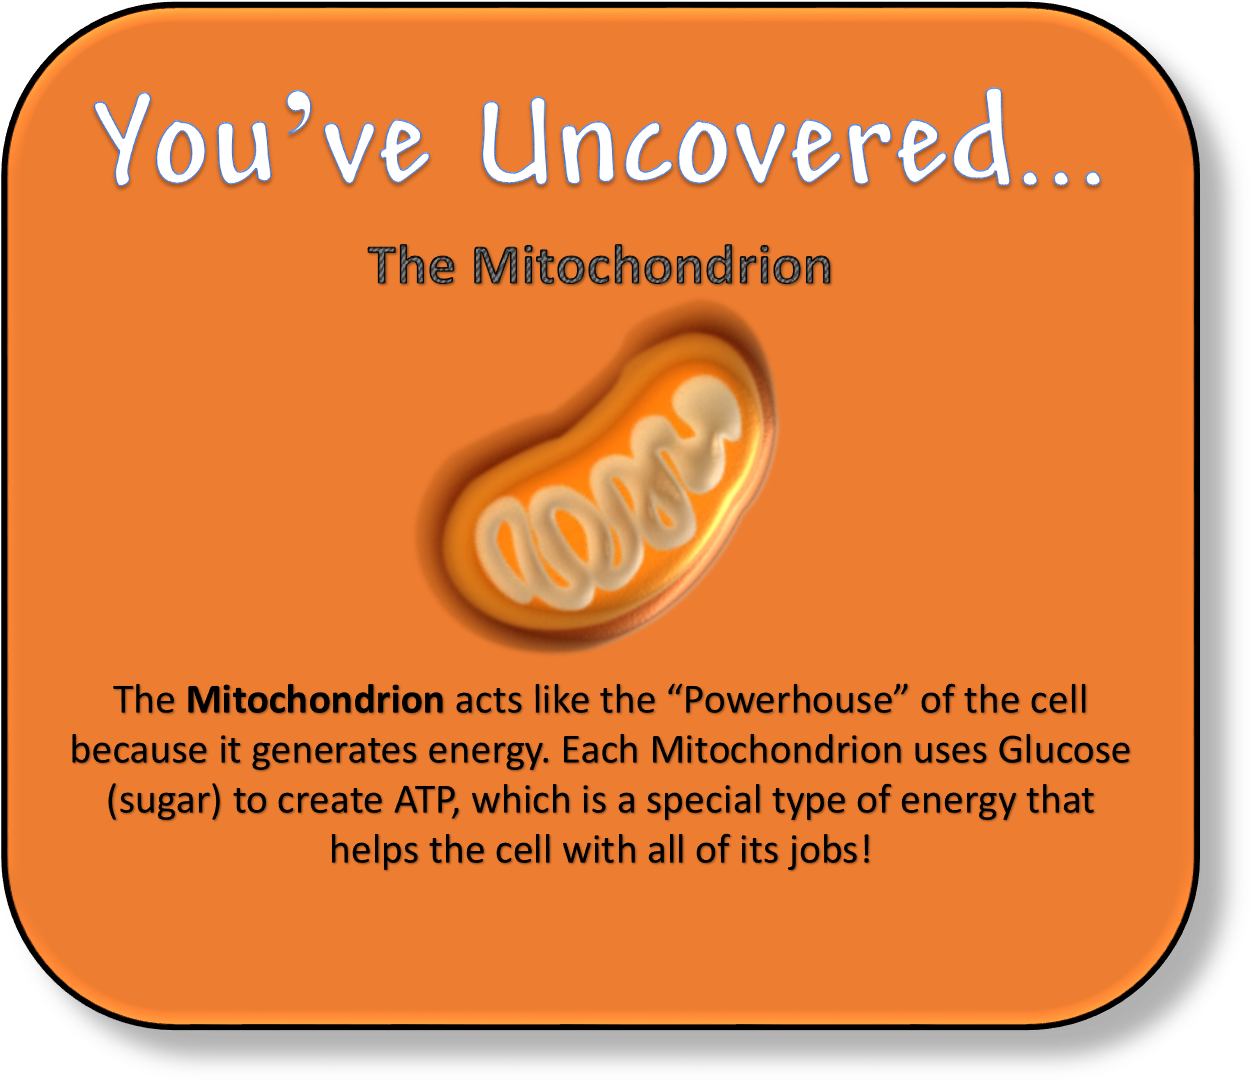 You’ve Uncovered...
The Mitochondrion
The Mitochondrion acts like the “Powerhouse” of the cell
because it generates energy. Each Mitochondrion uses Glucose
(sugar) to create ATP, which is a special type of energy that
helps the cell with all of its jobs!